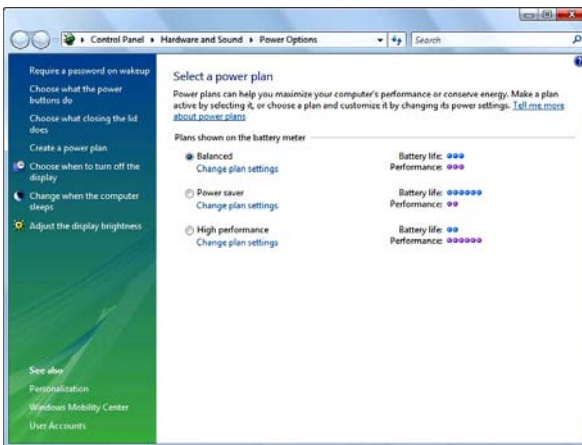 Control Panel ▸ Hardware and Sound ▸ Power Options
Search
Require a password on wakeup
Choose what the power
buttons do
Choose what closing the lid
does
Create a power plan
Choose when to turn off the
display
Change when the computer
sleeps
Adjust the display brightness
See also
Personalization
Windows Mobility Center
User Accounts
Select a power plan
Power plans can help you maximize your computer's performance or conserve energy. Make a plan
active by selecting it, or choose a plan and customize it by changing its power settings. Tell me more
about power plans
Plans shown on the battery meter
Balanced Battery life:
Change plan settings Performance:
Power saver Battery life:
Change plan settings Performance:
High performance Battery life:
Change plan settings Performance: